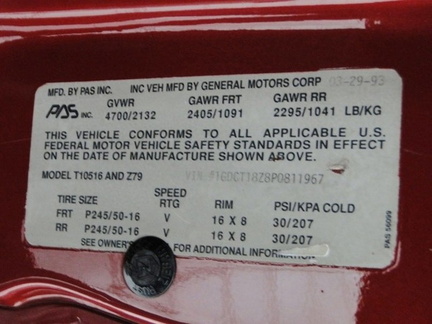 MFD. BY PAS INC. INC VEH MFD BY GENERAL MOTORS CORP 03-29-93
PAS INC. GVWR GAWR FRT GAWR RR
4700/2132 2405/1091 2295/1041 LB/KG
THIS VEHICLE CONFORMS TO ALL APPLICABLE U.S.
FEDERAL MOTOR VEHICLE SAFETY STANDARDS IN EFFECT
ON THE DATE OF MANUFACTURE SHOWN ABOVE.
MODEL T10516 AND Z79 VIN #1GDCT18Z8P0811967
TIRE SIZE SPEED RTG RIM PSI/KPA COLD
FRT P245/50-16 V 16 X 8 30/207
RR P245/50-16 V 16 X 8 30/207
SEE OWNER'S FOR ADDITIONAL INFORMATION
PAS 56099